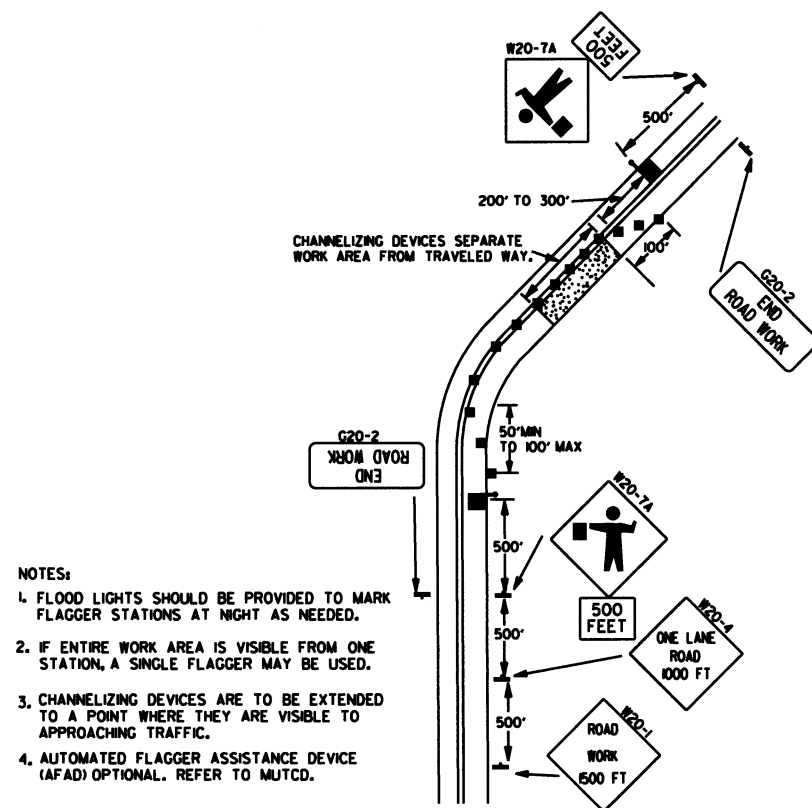 W20-7A
500
FEET
500'
200' TO 300'
CHANNELIZING DEVICES SEPARATE
WORK AREA FROM TRAVELED WAY.
100'
G20-2
END
ROAD WORK
G20-2
END
ROAD WORK
50'MIN
TO 100' MAX
W20-7A
500'
500
FEET
500'
W20-4
ONE LANE
ROAD
1000 FT
500'
W20-1
ROAD
WORK
1500 FT
NOTES:
1. FLOOD LIGHTS SHOULD BE PROVIDED TO MARK
FLAGGER STATIONS AT NIGHT AS NEEDED.
2. IF ENTIRE WORK AREA IS VISIBLE FROM ONE
STATION, A SINGLE FLAGGER MAY BE USED.
3. CHANNELIZING DEVICES ARE TO BE EXTENDED
TO A POINT WHERE THEY ARE VISIBLE TO
APPROACHING TRAFFIC.
4. AUTOMATED FLAGGER ASSISTANCE DEVICE
(AFAD) OPTIONAL. REFER TO MUTCD.